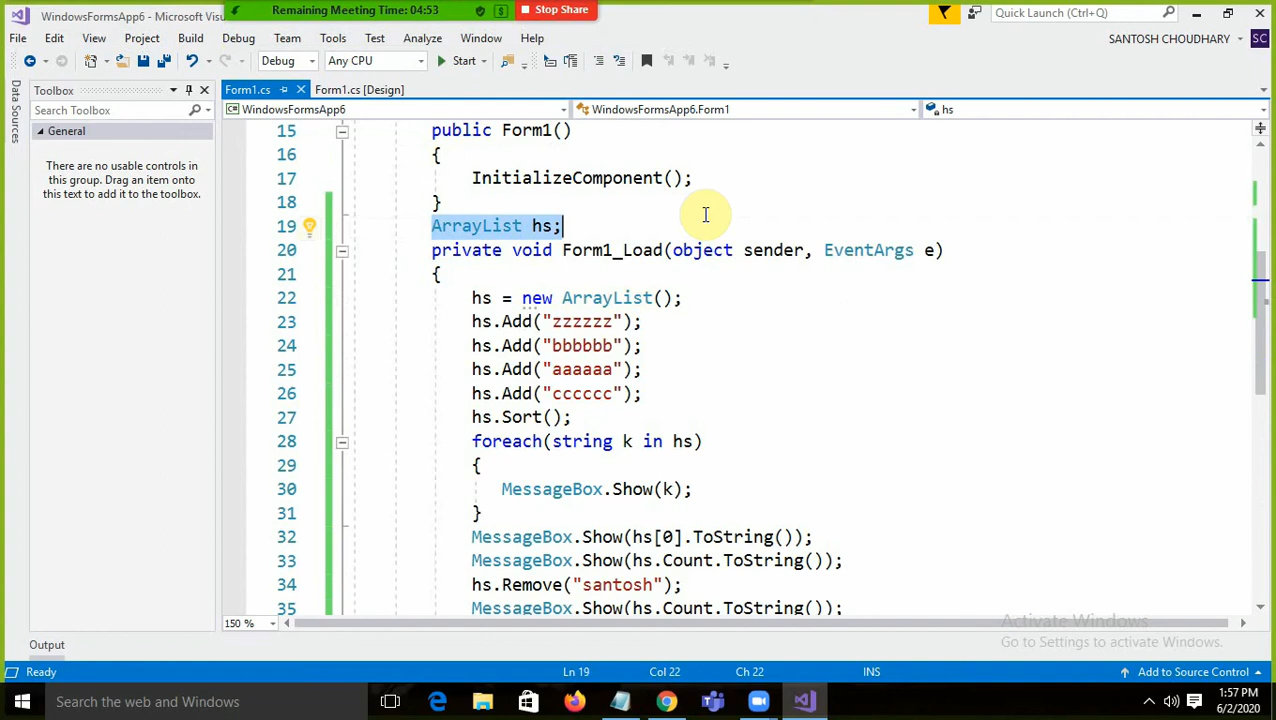 WindowsFormsApp6 - Microsoft Visu
Remaining Meeting Time: 04:53
Stop Share
Quick Launch (Ctrl+Q)
File Edit View Project Build Debug Team Tools Test Analyze Window Help
SANTOSH CHOUDHARY
SC
Debug
Any CPU
Start
Data Sources
Toolbox
Form1.cs
Form1.cs [Design]
Search Toolbox
WindowsFormsApp6
WindowsFormsApp6.Form1
hs
General
There are no usable controls in
this group. Drag an item onto
this text to add it to the toolbox.
15 public Form1()
16 {
17 InitializeComponent();
18 }
19 ArrayList hs;
20 private void Form1_Load(object sender, EventArgs e)
21 {
22 hs = new ArrayList();
23 hs.Add("zzzzzz");
24 hs.Add("bbbbbb");
25 hs.Add("aaaaaa");
26 hs.Add("cccccc");
27 hs.Sort();
28 foreach(string k in hs)
29 {
30 MessageBox.Show(k);
31 }
32 MessageBox.Show(hs[0].ToString());
33 MessageBox.Show(hs.Count.ToString());
34 hs.Remove("santosh");
35 MessageBox.Show(hs.Count.ToString());
150 %
Activate Windows
Go to Settings to activate Windows.
Output
Ready
Ln 19
Col 22
Ch 22
INS
Add to Source Control
Search the web and Windows
1:57 PM
6/2/2020